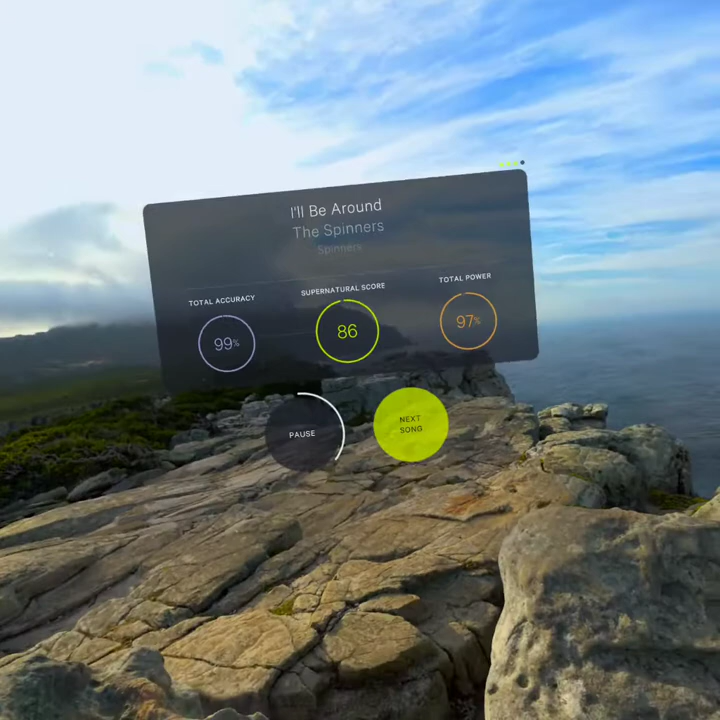 I'll Be Around
The Spinners
Spinners
TOTAL ACCURACY
SUPERNATURAL SCORE
TOTAL POWER
99%
86
97%
PAUSE
NEXT
SONG